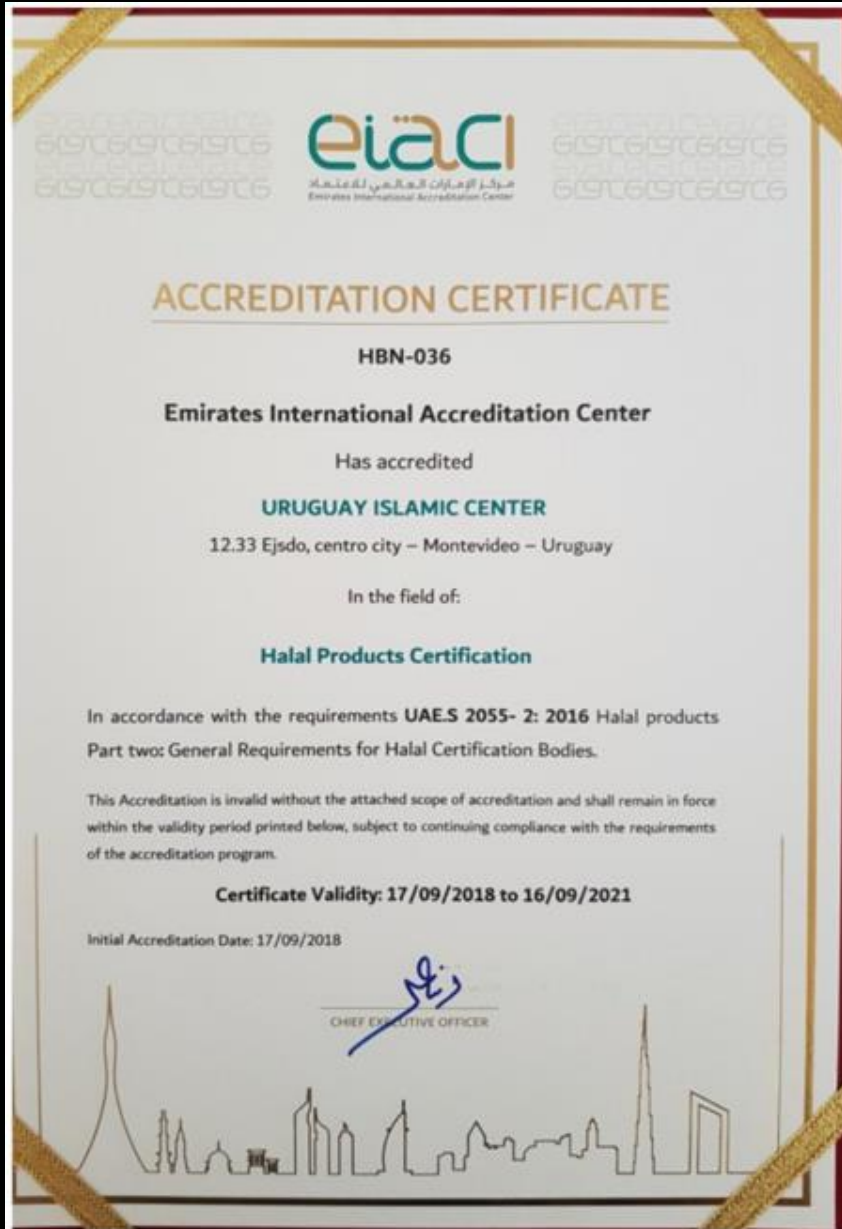 eiaci
مركز الإمارات العالمي للاعتماد
Emirates International Accreditation Center
ACCREDITATION CERTIFICATE
HBN-036
Emirates International Accreditation Center
Has accredited
URUGUAY ISLAMIC CENTER
12.33 Ejsdo, centro city – Montevideo – Uruguay
In the field of:
Halal Products Certification
In accordance with the requirements UAE.S 2055- 2: 2016 Halal products
Part two: General Requirements for Halal Certification Bodies.
This Accreditation is invalid without the attached scope of accreditation and shall remain in force
within the validity period printed below, subject to continuing compliance with the requirements
of the accreditation program.
Certificate Validity: 17/09/2018 to 16/09/2021
Initial Accreditation Date: 17/09/2018
CHIEF EXECUTIVE OFFICER